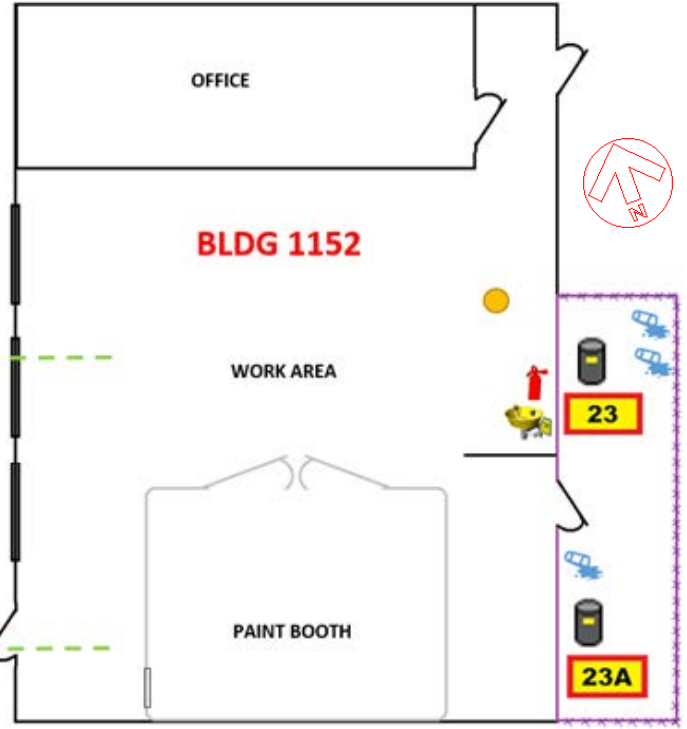 OFFICE
BLDG 1152
N
WORK AREA
23
PAINT BOOTH
23A